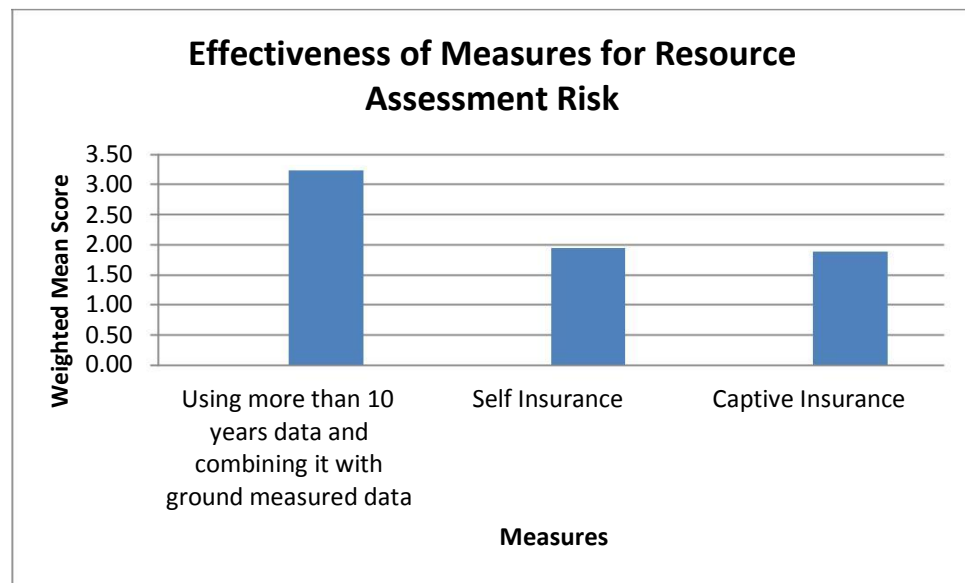 Effectiveness of Measures for Resource
Assessment Risk
Weighted Mean Score
3.50
3.00
2.50
2.00
1.50
1.00
0.50
0.00
Using more than 10
years data and
combining it with
ground measured data
Self Insurance
Captive Insurance
Measures